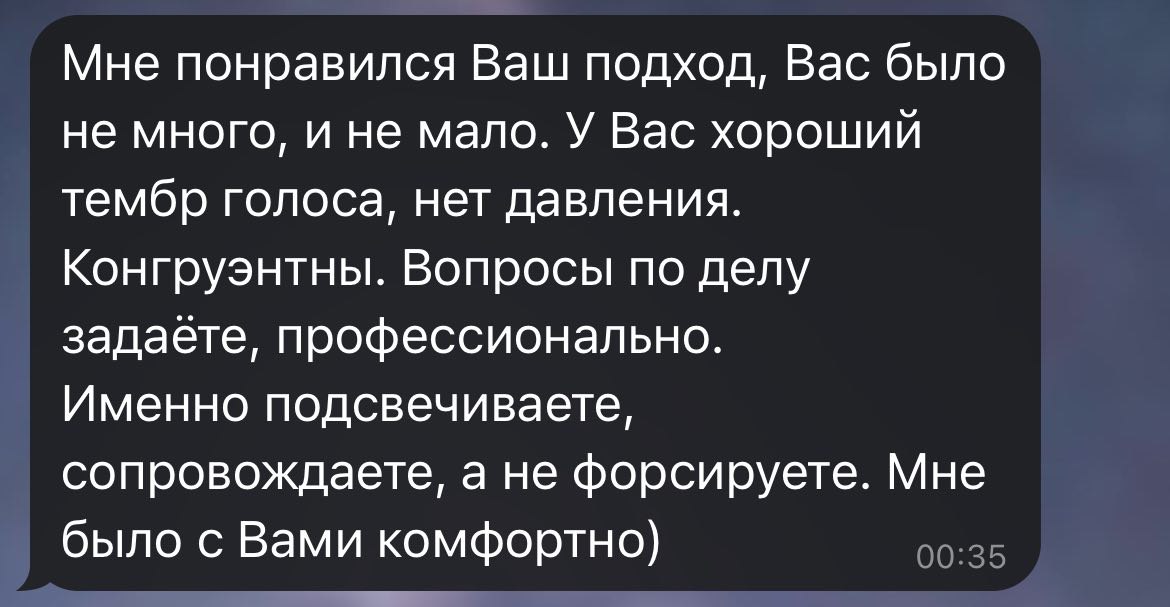 Мне понравился Ваш подход, Вас было
не много, и не мало. У Вас хороший
тембр голоса, нет давления.
Конгруэнтны. Вопросы по делу
задаёте, профессионально.
Именно подсвечиваете,
сопровождаете, а не форсируете. Мне
было с Вами комфортно)
00:35